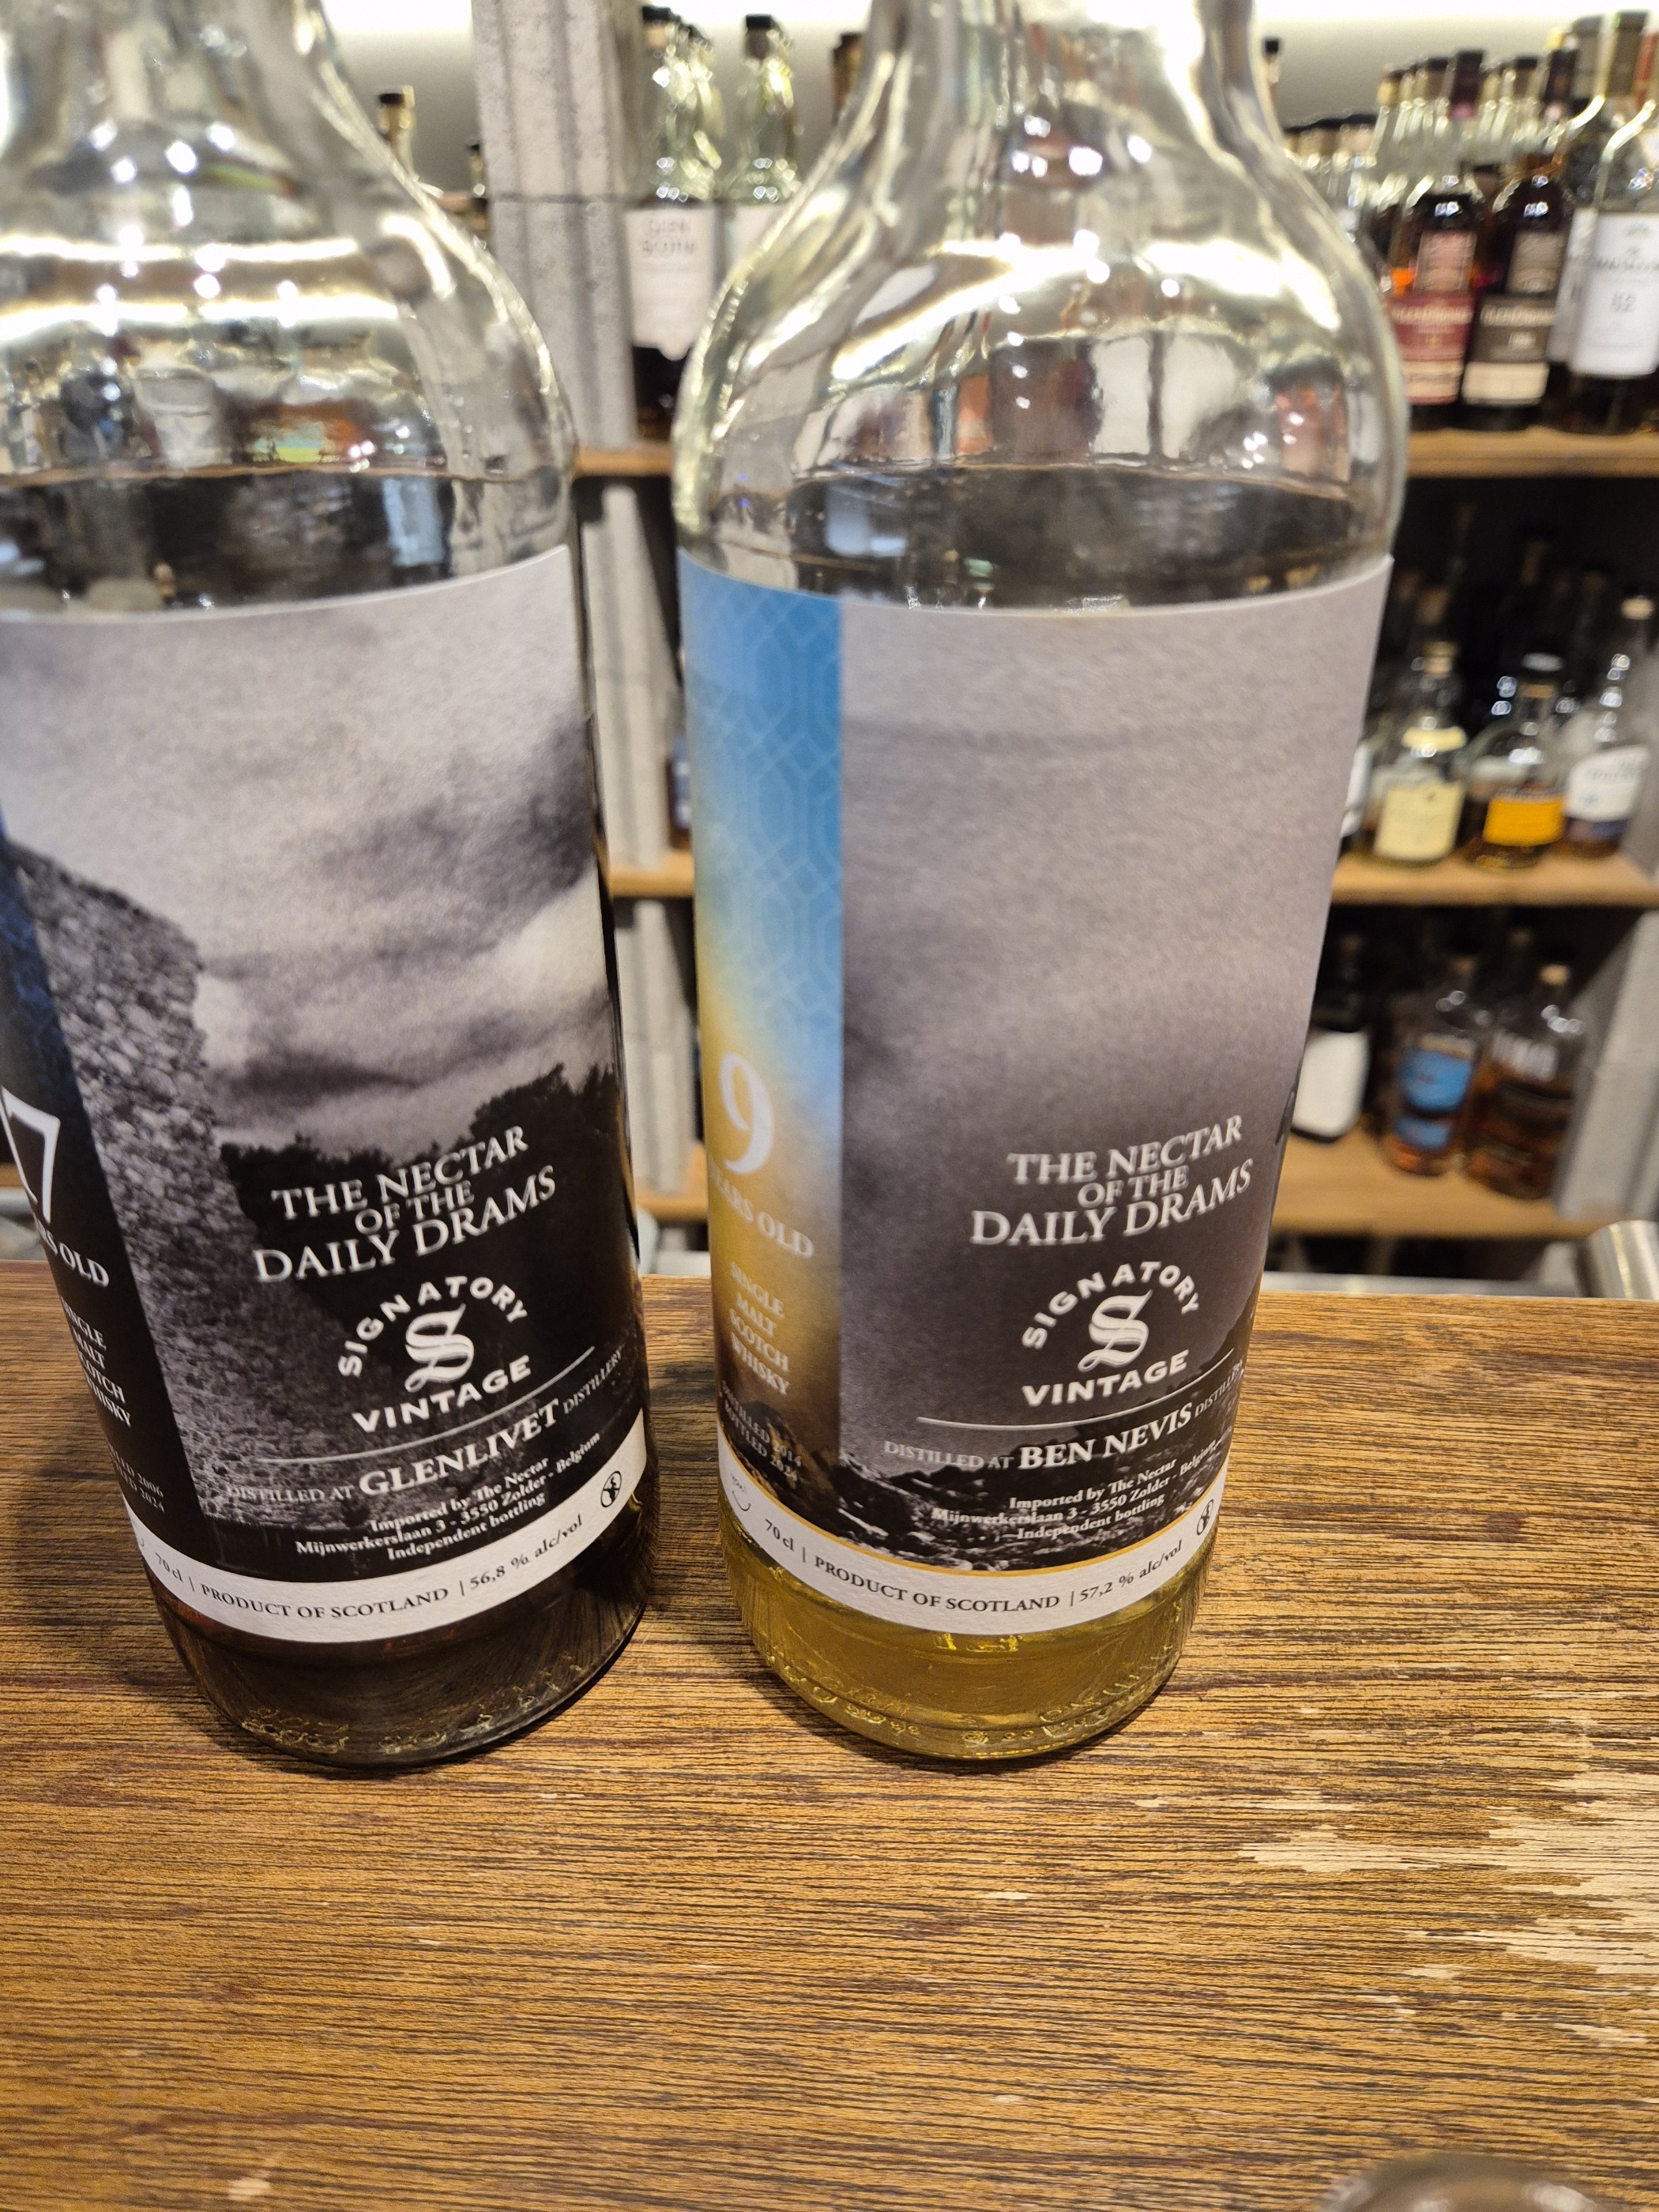 7
OLD
THE NECTAR
OF THE
DAILY DRAMS
SIGNATORY
S
VINTAGE
DISTILLED AT GLENLIVET DISTILLERY
Imported by The Nectar
Mijnwerkerslaan 3 - 3550 Zolder - Belgium
Independent bottling
70cl | PRODUCT OF SCOTLAND | 56,8 % alc/vol
9
YEARS OLD
SINGLE
MALT
SCOTCH
WHISKY
DISTILLED 2014
BOTTLED 2024
THE NECTAR
OF THE
DAILY DRAMS
SIGNATORY
S
VINTAGE
DISTILLED AT BEN NEVIS
Imported by The Nectar
Mijnwerkerslaan 3 - 3550 Zolder - Belgium
Independent bottling
70cl | PRODUCT OF SCOTLAND | 57,2 % alc/vol